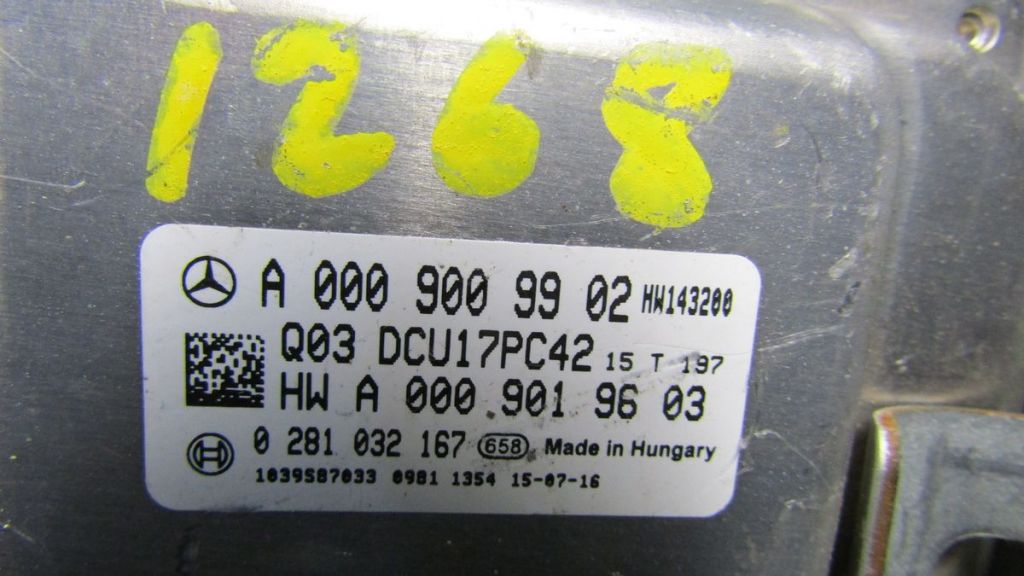 1268
A 000 900 99 02 HW143200
Q03 DCU17PC42 15 T 197
HW A 000 901 96 03
0 281 032 167 658 Made in Hungary
1039S87033 0981 1354 15-07-16